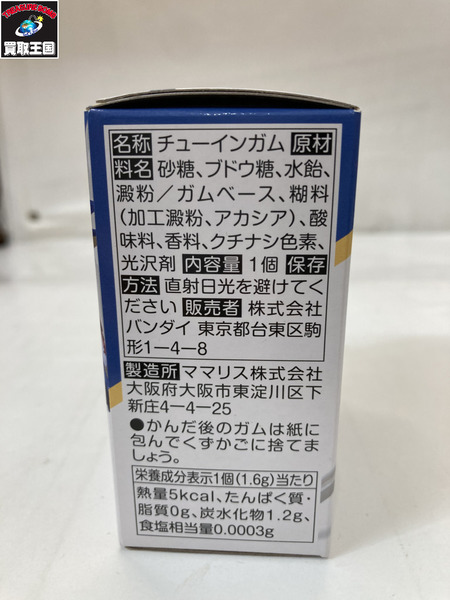 TREASURE KING
買取王国
名称 チューインガム 原材
料名 砂糖、ブドウ糖、水飴、
澱粉/ガムベース、糊料
(加工澱粉、アカシア)、酸
味料、香料、クチナシ色素、
光沢剤 内容量 1個 保存
方法 直射日光を避けてく
ださい 販売者 株式会社
バンダイ 東京都台東区駒
形1-4-8
製造所 ママリス株式会社
大阪府大阪市東淀川区下
新庄4-4-25
●かんだ後のガムは紙に
包んでくずかごに捨てま
しょう。
栄養成分表示1個(1.6g)当たり
熱量5kcal、たんぱく質・
脂質0g、炭水化物1.2g、
食塩相当量0.0003g